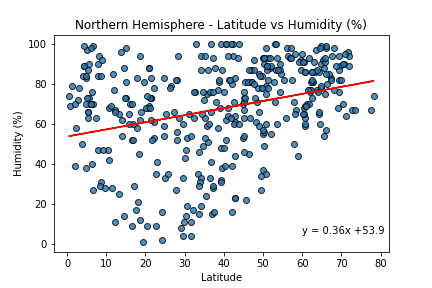 Northern Hemisphere - Latitude vs Humidity (%)
100
80
60
40
20
0
Humidity (%)
y = 0.36x +53.9
0 10 20 30 40 50 60 70 80
Latitude